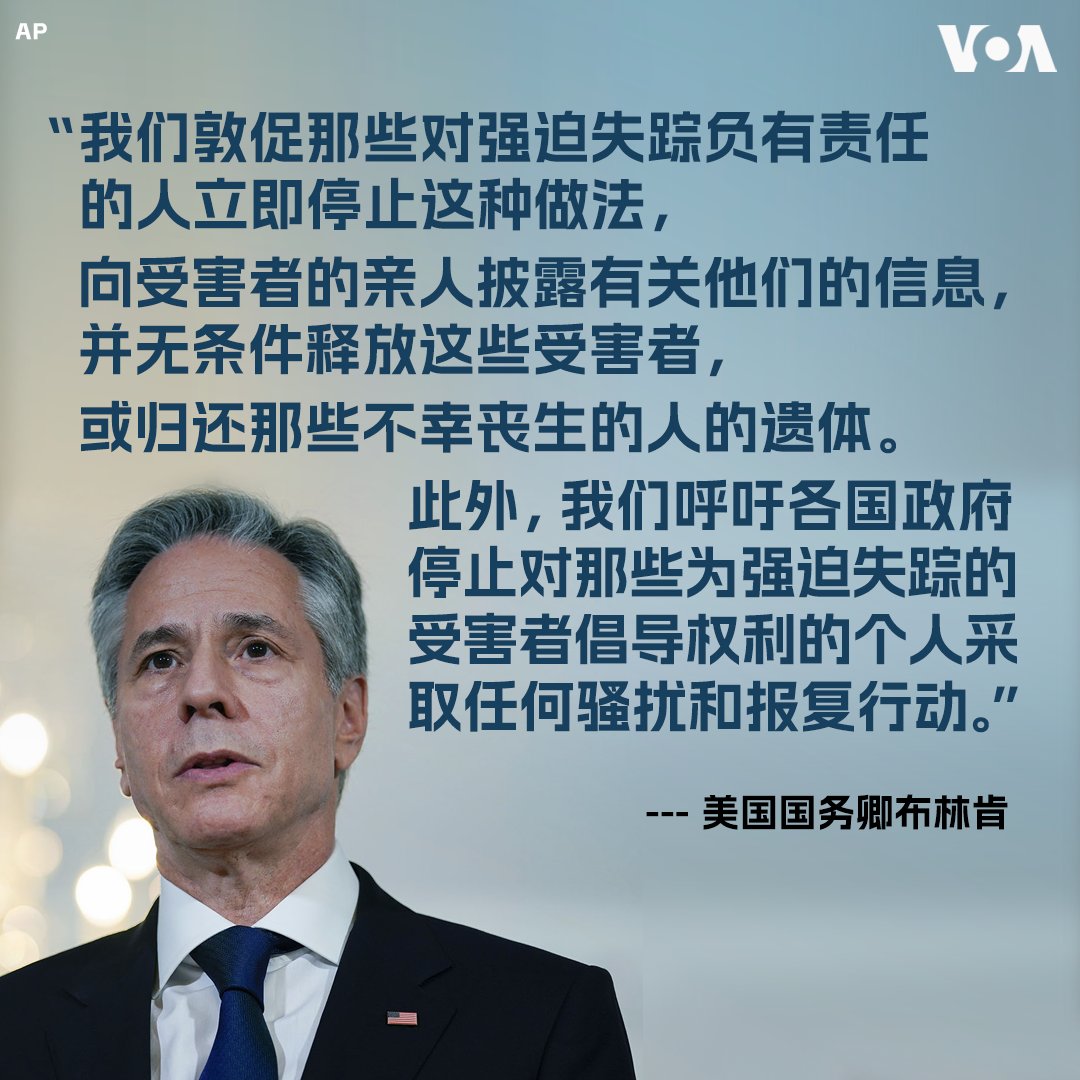 AP
VOA
“我们敦促那些对强迫失踪负有责任
的人立即停止这种做法，
向受害者的亲人披露有关他们的信息，
并无条件释放这些受害者，
或归还那些不幸丧生的人的遗体。
此外，我们呼吁各国政府
停止对那些为强迫失踪的
受害者倡导权利的个人采
取任何骚扰和报复行动。”
--- 美国国务卿布林肯